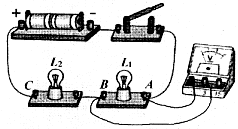 + −
L₂ L₁
C B A
V